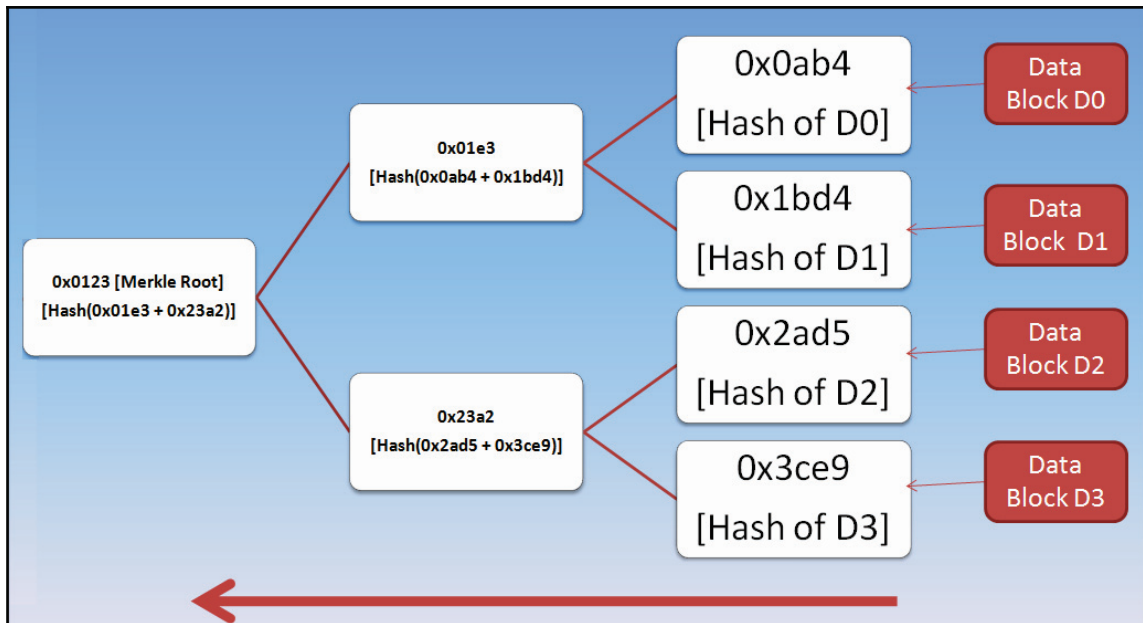 0x0123 [Merkle Root]
[Hash(0x01e3 + 0x23a2)]
0x01e3
[Hash(0x0ab4 + 0x1bd4)]
0x23a2
[Hash(0x2ad5 + 0x3ce9)]
0x0ab4
[Hash of D0]
0x1bd4
[Hash of D1]
0x2ad5
[Hash of D2]
0x3ce9
[Hash of D3]
Data
Block D0
Data
Block D1
Data
Block D2
Data
Block D3